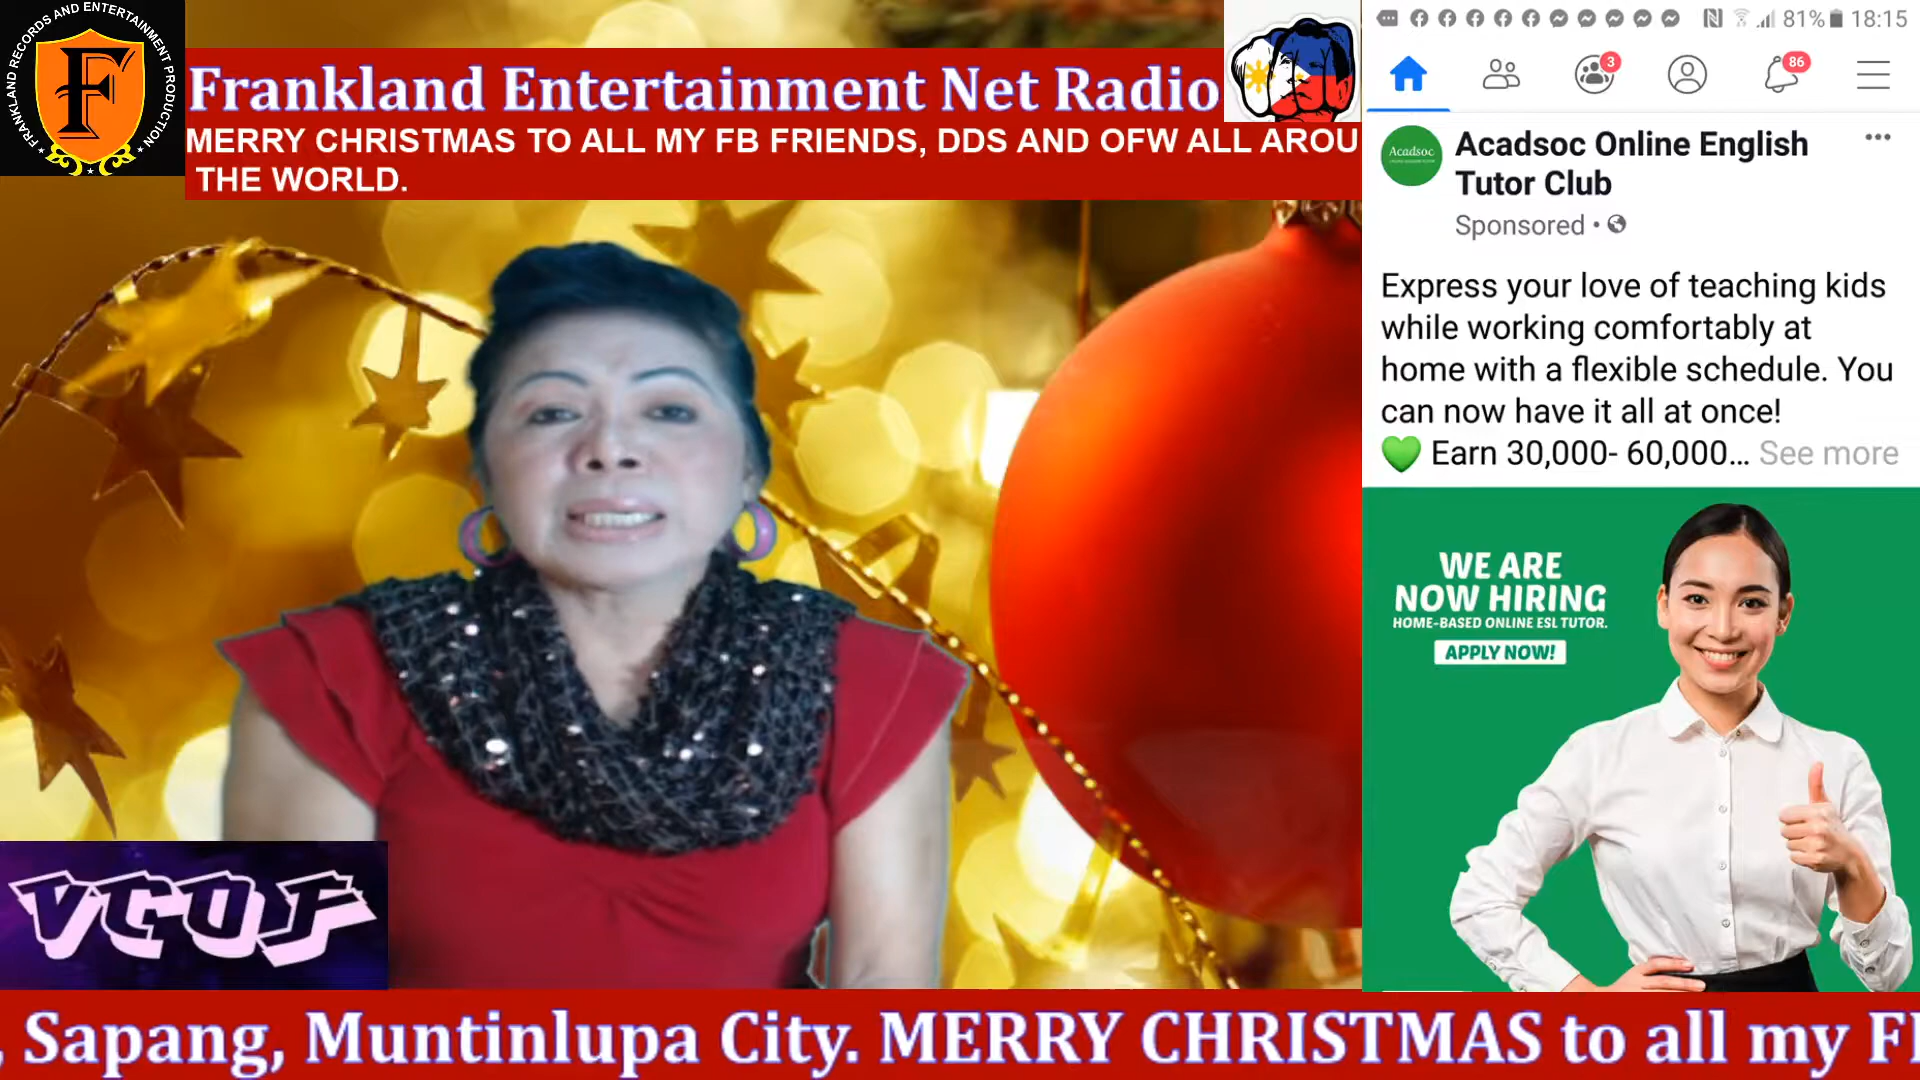 FRANKLAND RECORDS AND ENTERTAINMENT PRODUCTION
F
Frankland Entertainment Net Radio
MERRY CHRISTMAS TO ALL MY FB FRIENDS, DDS AND OFW ALL AROU
THE WORLD.
81% 18:15
3
86
Acadsoc
Acadsoc Online English
Tutor Club
Sponsored •
Express your love of teaching kids
while working comfortably at
home with a flexible schedule. You
can now have it all at once!
💚 Earn 30,000- 60,000... See more
WE ARE
NOW HIRING
HOME-BASED ONLINE ESL TUTOR.
APPLY NOW!
VCOF
, Sapang, Muntinlupa City. MERRY CHRISTMAS to all my F